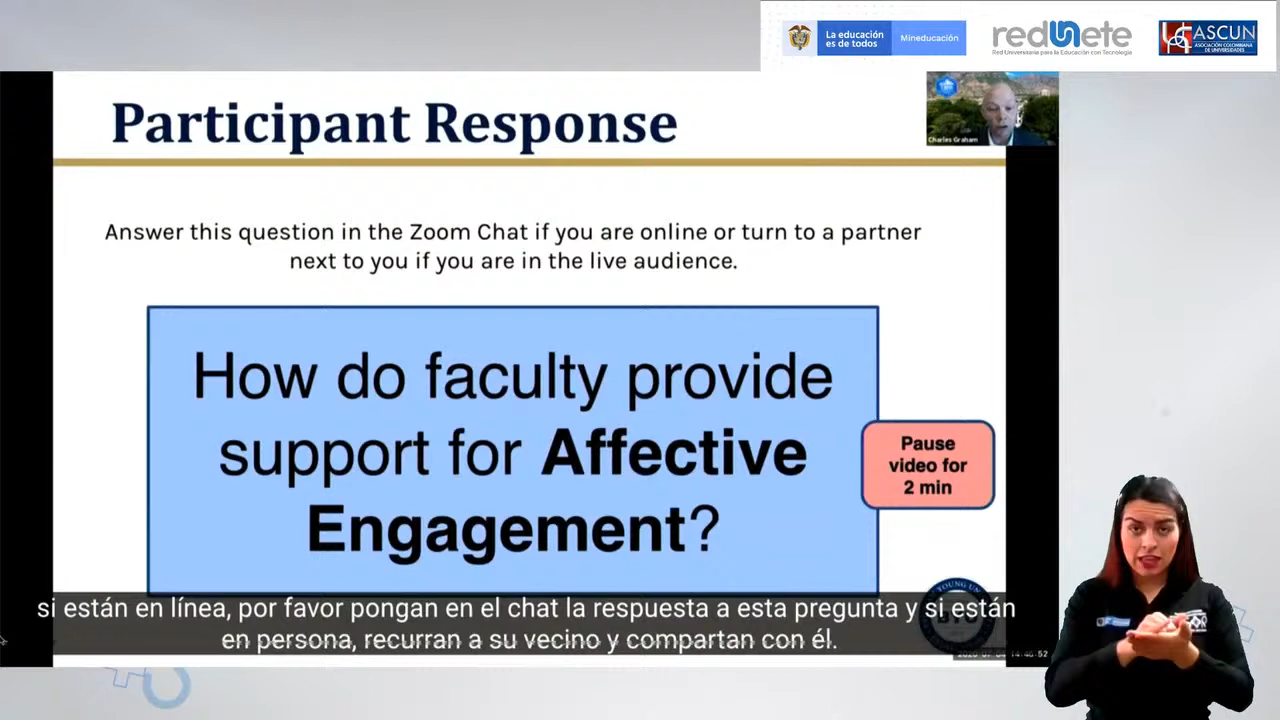 La educación
es de todos
Mineducación
redunete
Red Universitaria para la Educación con Tecnología
ASCUN
ASOCIACIÓN COLOMBIANA
DE UNIVERSIDADES
Participant Response
Charles Graham
Answer this question in the Zoom Chat if you are online or turn to a partner
next to you if you are in the live audience.
How do faculty provide
support for Affective
Engagement?
Pause
video for
2 min
YOUNG UN
si están en línea, por favor pongan en el chat la respuesta a esta pregunta y si están
en persona, recurran a su vecino y compartan con él.